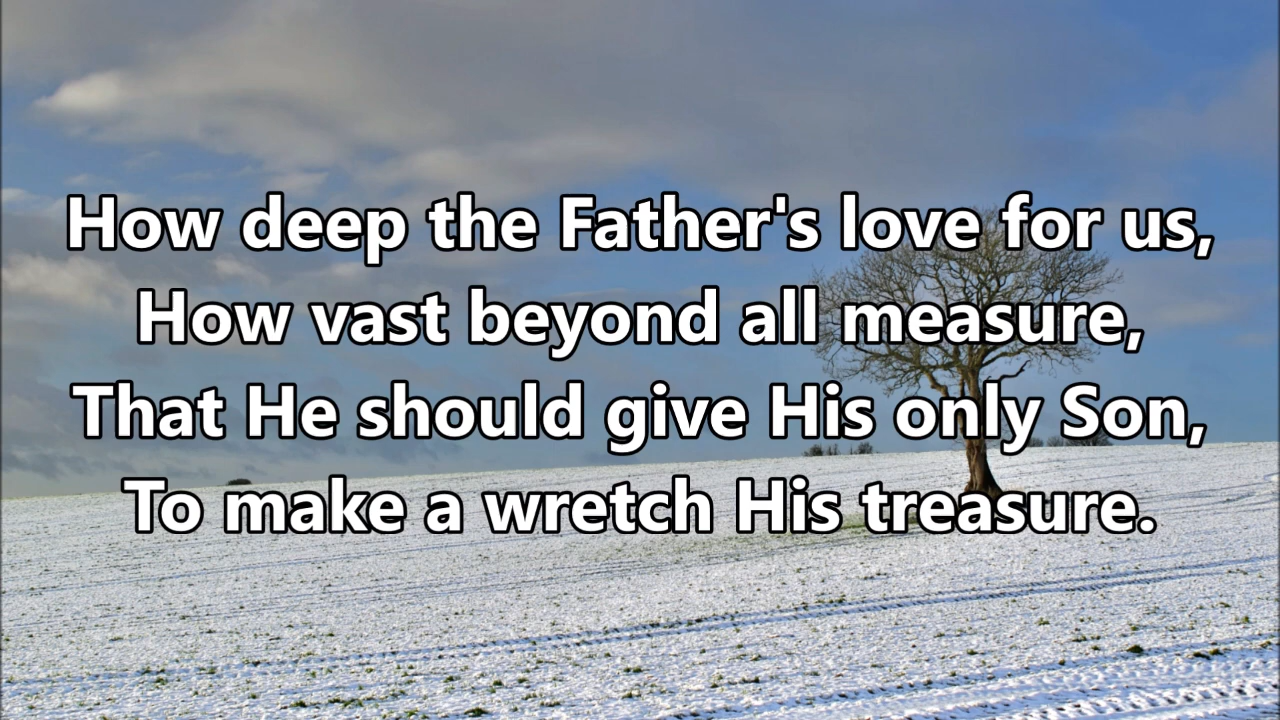 How deep the Father's love for us,
How vast beyond all measure,
That He should give His only Son,
To make a wretch His treasure.